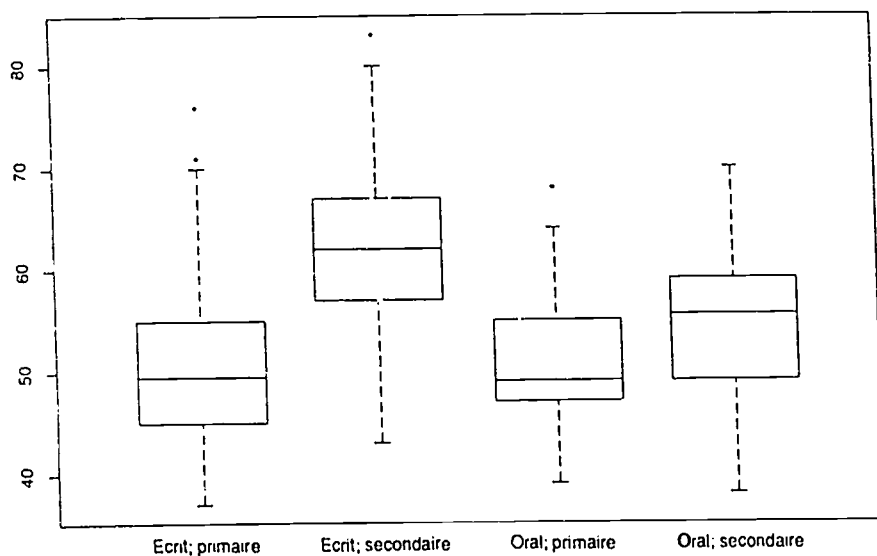 80
70
60
50
40
Ecrit; primaire
Ecrit; secondaire
Oral; primaire
Oral; secondaire